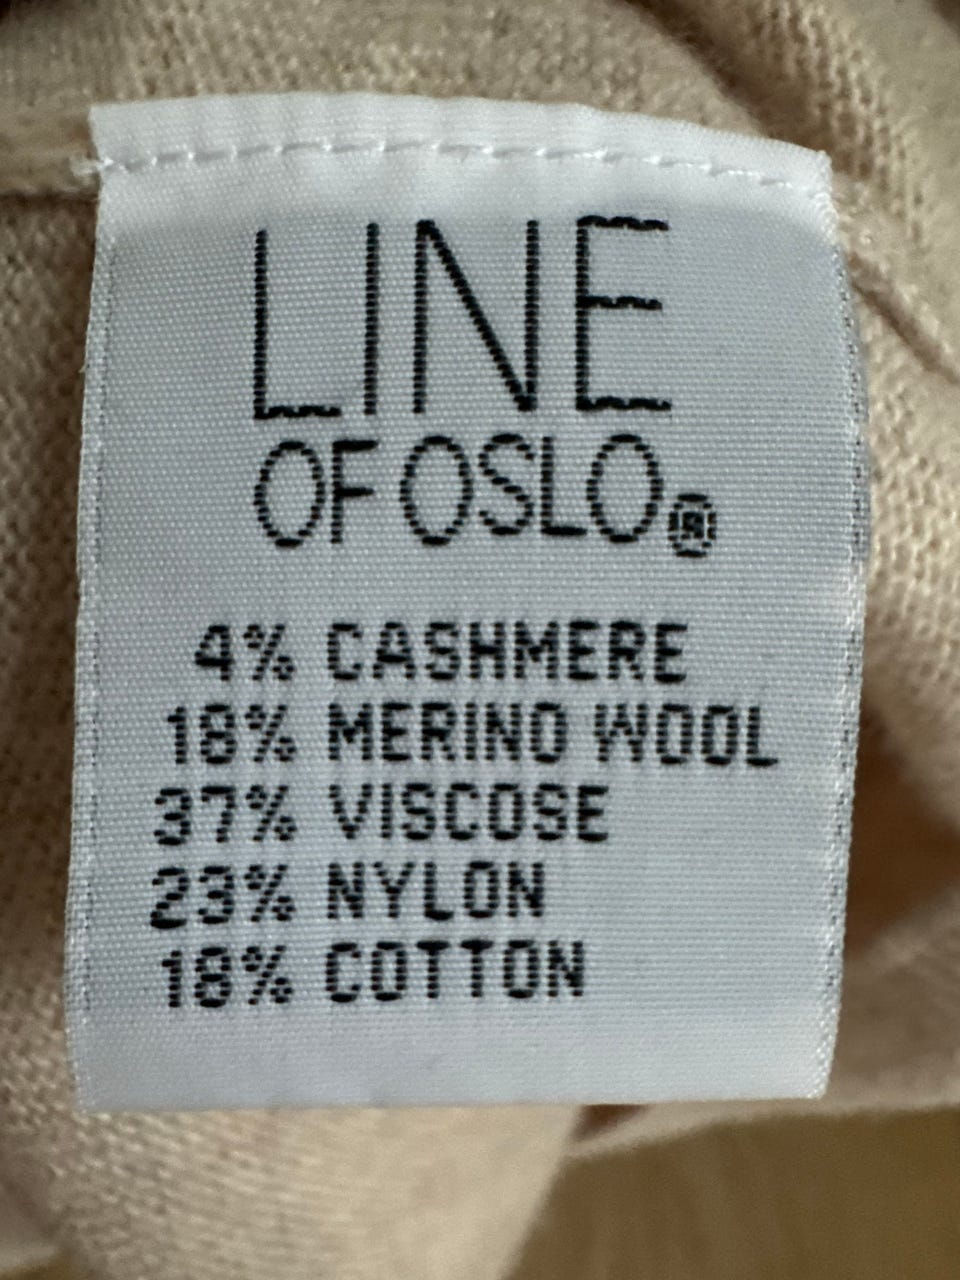 LINE
OF OSLO®
4% CASHMERE
18% MERINO WOOL
37% VISCOSE
23% NYLON
18% COTTON